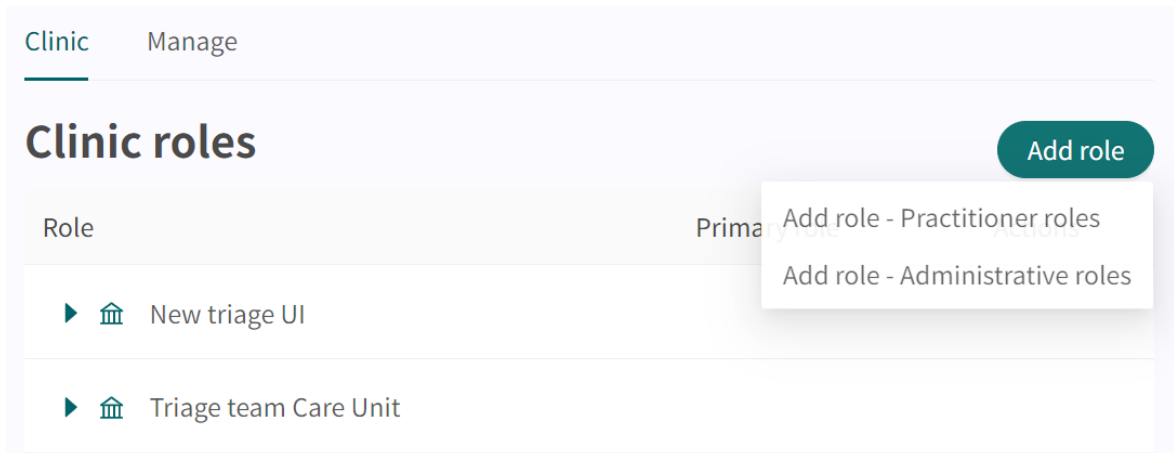 Clinic Manage
Clinic roles
Add role
Role Primary role Actions
Add role - Practitioner roles
Add role - Administrative roles
New triage UI
Triage team Care Unit